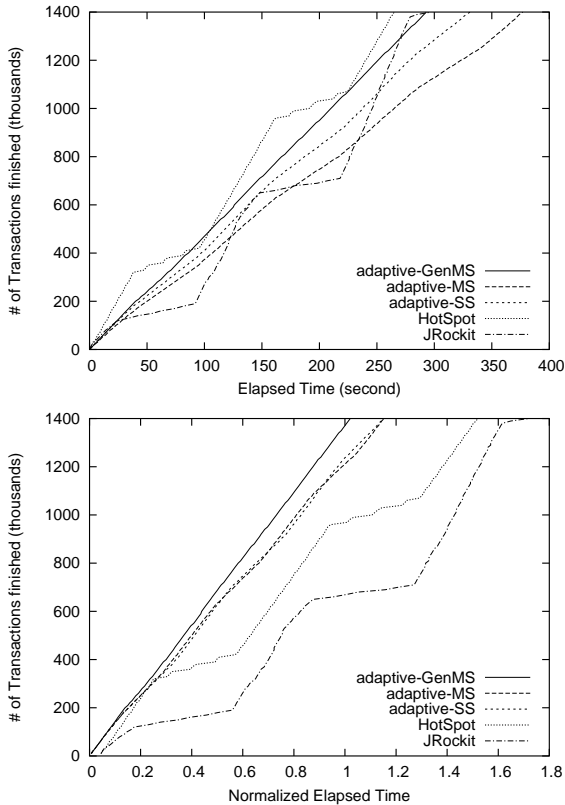 1400
1200
1000
800
600
400
200
0
# of Transactions finished (thousands)
adaptive-GenMS
adaptive-MS
adaptive-SS
HotSpot
JRockit
0 50 100 150 200 250 300 350 400
Elapsed Time (second)
1400
1200
1000
800
600
400
200
0
# of Transactions finished (thousands)
adaptive-GenMS
adaptive-MS
adaptive-SS
HotSpot
JRockit
0 0.2 0.4 0.6 0.8 1 1.2 1.4 1.6 1.8
Normalized Elapsed Time